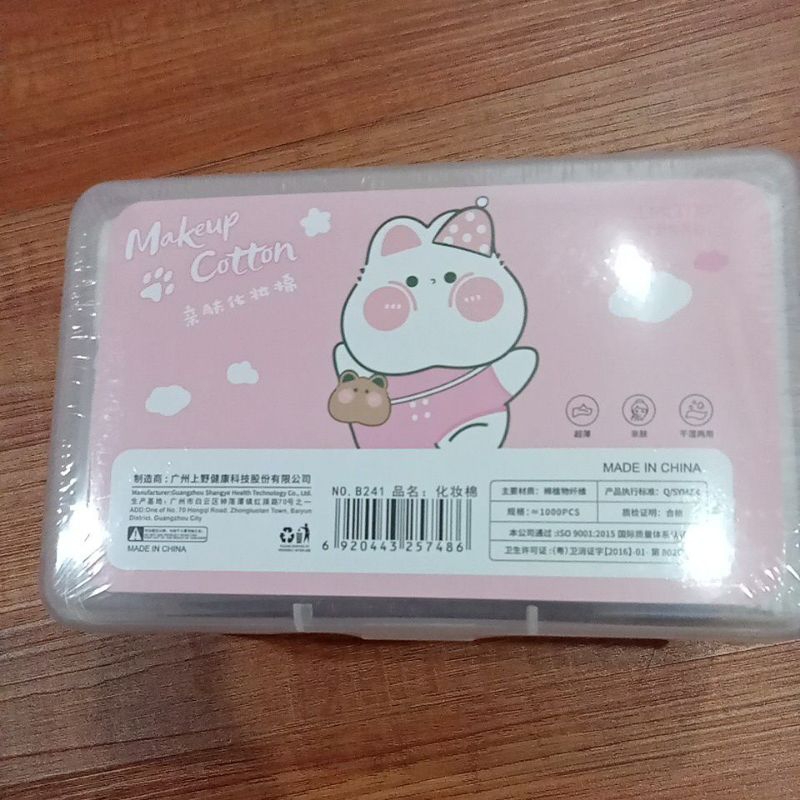 Makeup
Cotton
亲肤化妆棉
超薄
亲肤
干湿两用
MADE IN CHINA
制造商：广州上野健康科技股份有限公司
Manufacturer:Guangzhou Shangye Health Technology Co., Ltd.
生产基地：广州市白云区钟落潭镇红旗路70号之一
ADD:One of No. 70 Hongqi Road, Zhongluotan Town, Baiyun
District, Guangzhou City
MADE IN CHINA
NO. B241 品名：化妆棉
6 920443 257486
主要材质：棉植物纤维
产品执行标准：
规格：≈1000PCS
质检证明：合格
本公司通过:ISO 9001:2015 国际质量体系认
卫生许可证:(粤)卫消证字[2016]-01-第